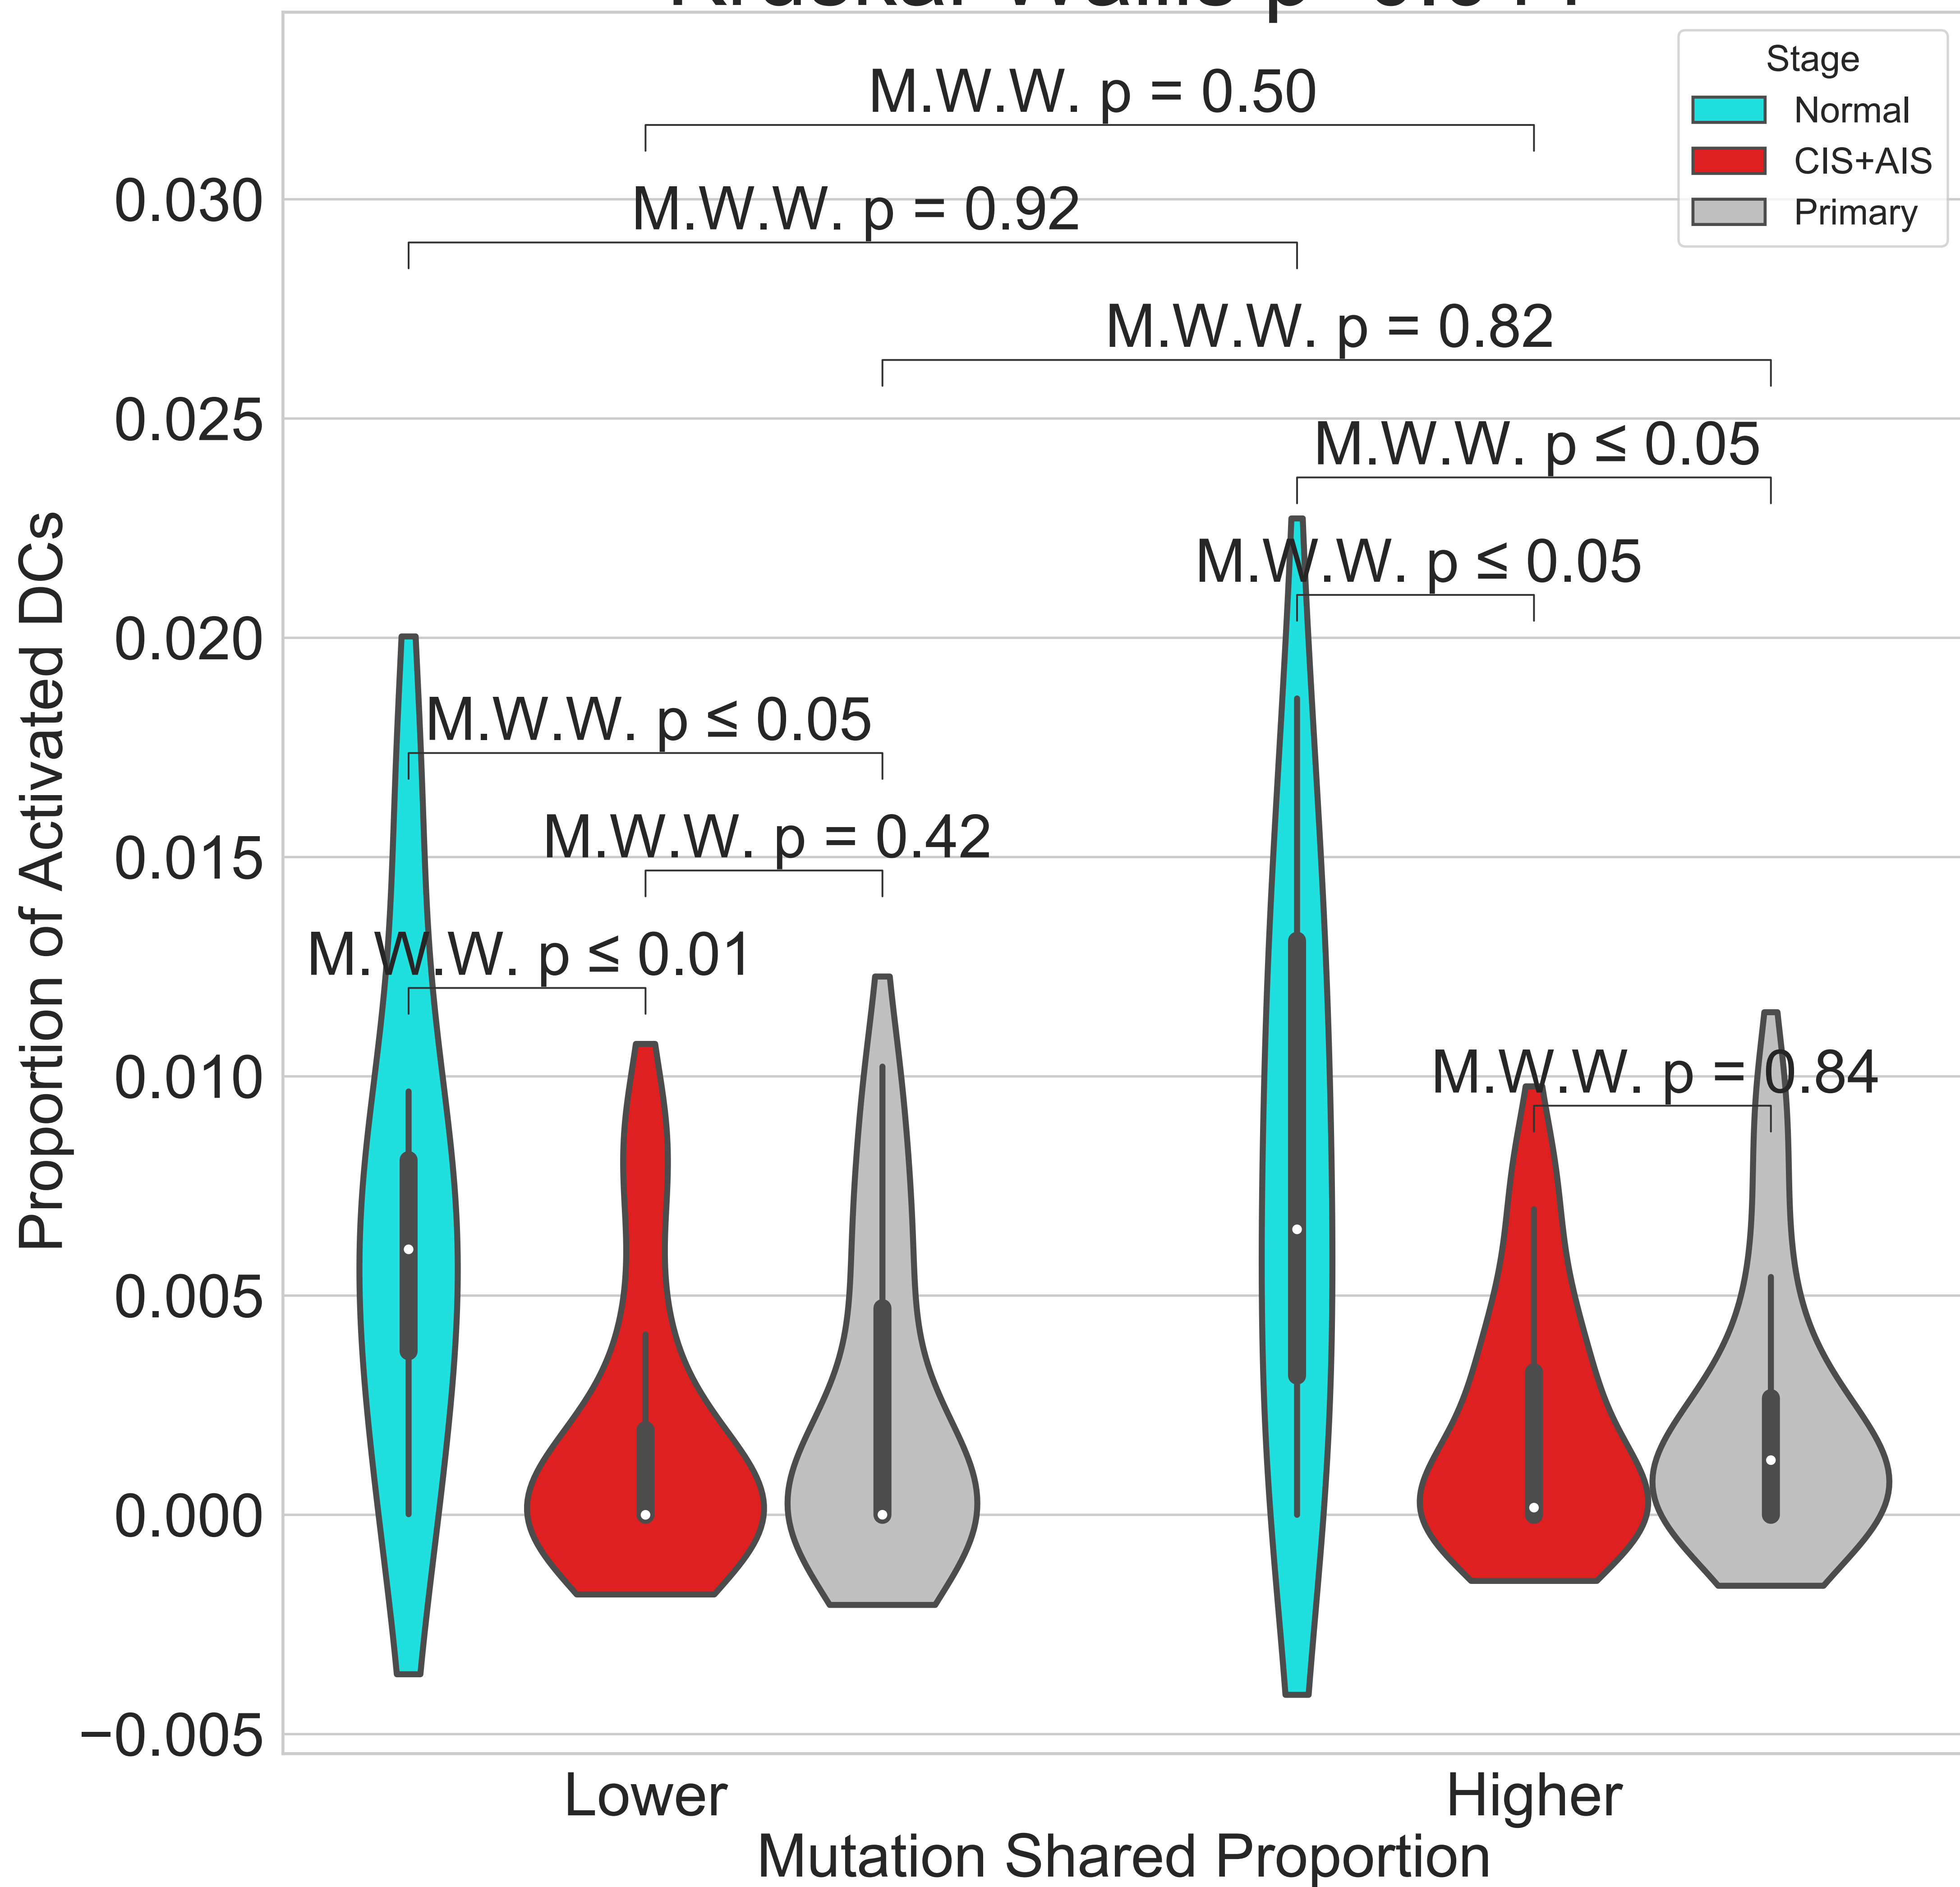 Stage
Normal
CIS+AIS
Primary
M.W.W. p = 0.50
M.W.W. p = 0.92
M.W.W. p = 0.82
M.W.W. p ≤ 0.05
M.W.W. p ≤ 0.05
M.W.W. p ≤ 0.05
M.W.W. p = 0.42
M.W.W. p ≤ 0.01
M.W.W. p = 0.84
0.030
0.025
0.020
0.015
0.010
0.005
0.000
−0.005
Proportion of Activated DCs
Lower
Higher
Mutation Shared Proportion